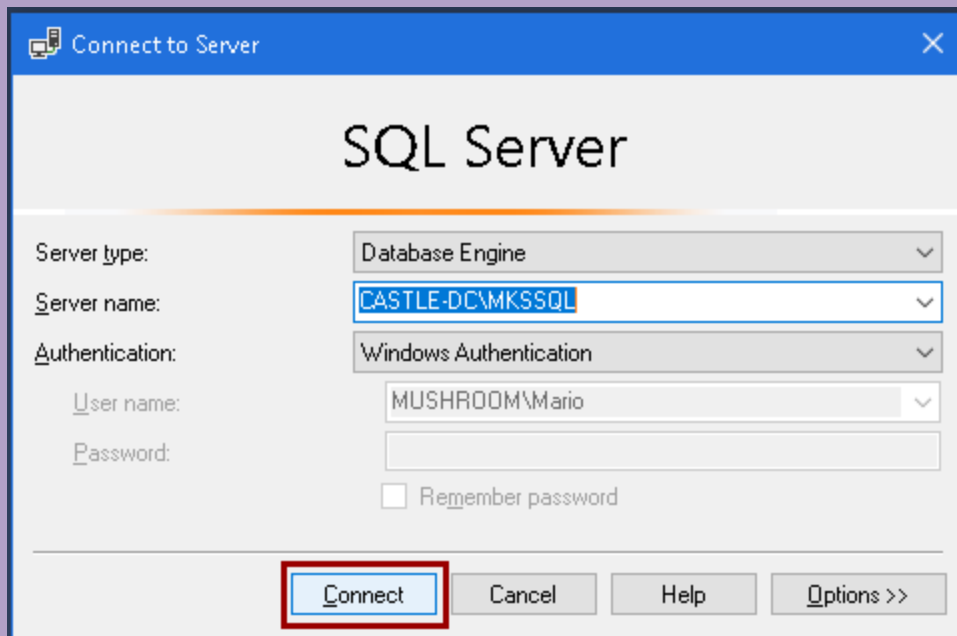 Connect to Server
SQL Server
Server type: Database Engine
Server name: CASTLE-DC\MKSSQL
Authentication: Windows Authentication
User name: MUSHROOM\Mario
Password:
Remember password
Connect Cancel Help Options >>